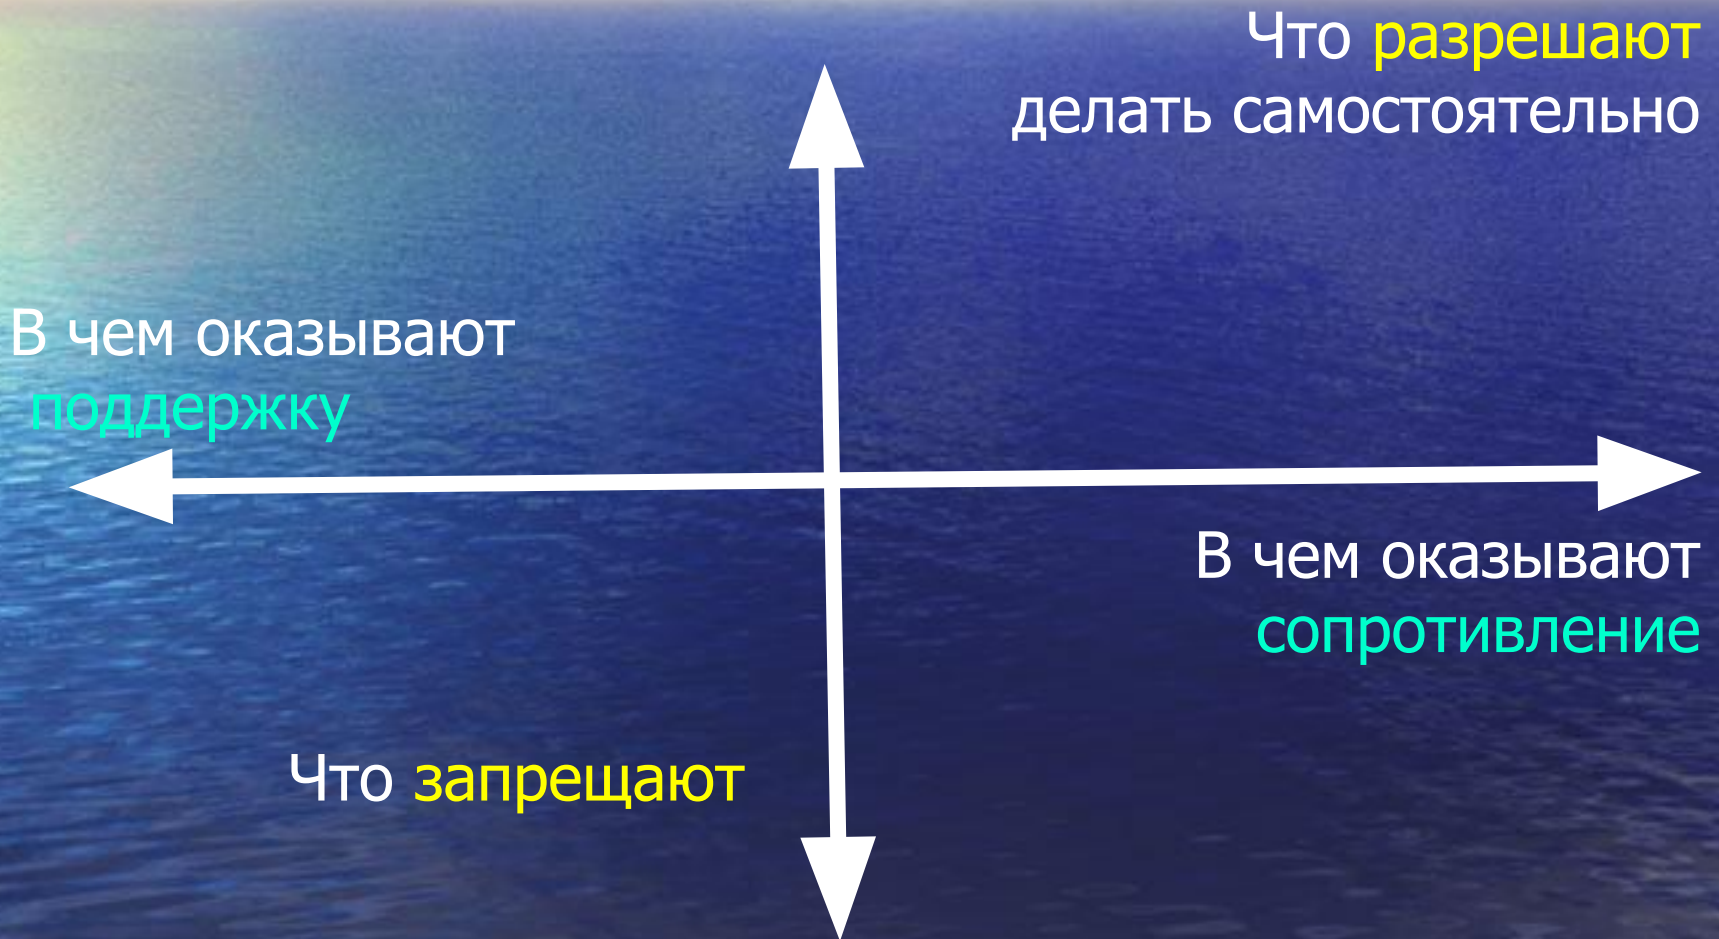 Что разрешают
делать самостоятельно
В чем оказывают
поддержку
В чем оказывают
сопротивление
Что запрещают